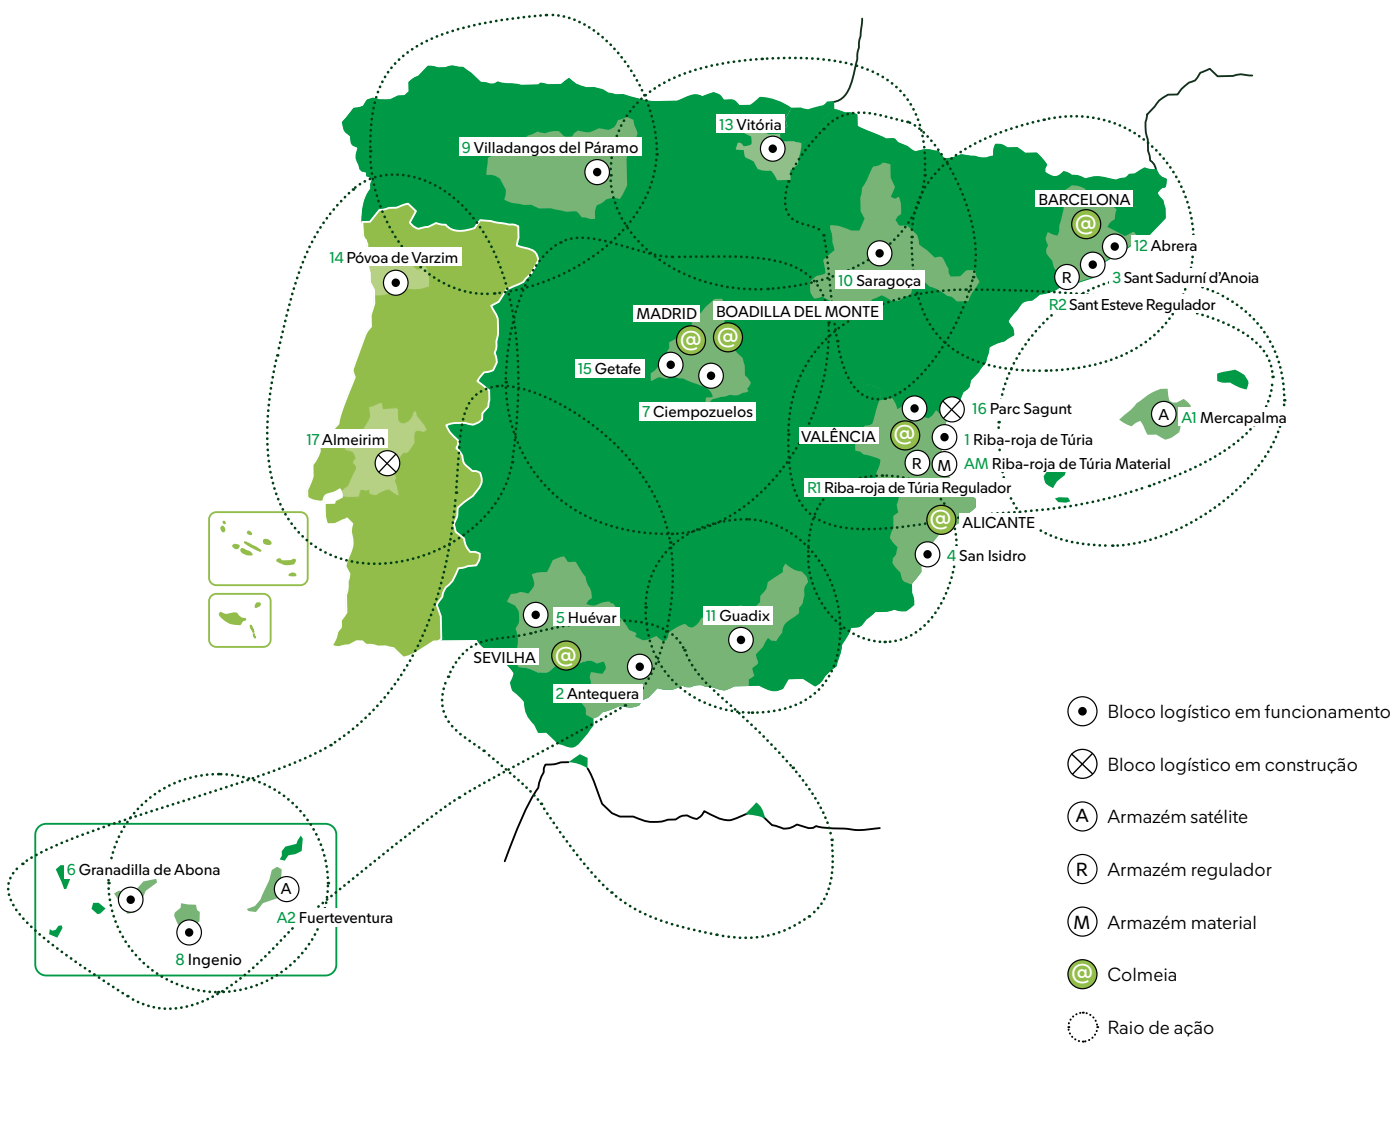 13 Vitória
9 Villadangos del Páramo
BARCELONA
@
12 Abrera
14 Póvoa de Varzim
3 Sant Sadurní d'Anoia
R
10 Saragoça
R2 Sant Esteve Regulador
MADRID
BOADILLA DEL MONTE
@
@
15 Getafe
7 Ciempozuelos
16 Parc Sagunt
A
A1 Mercapalma
17 Almeirim
VALÊNCIA
@
1 Riba-roja de Túria
R
M
AM Riba-roja de Túria Material
R1 Riba-roja de Túria Regulador
@
ALICANTE
4 San Isidro
5 Huévar
11 Guadix
SEVILHA
@
2 Antequera
Bloco logístico em funcionamento
Bloco logístico em construção
A
Armazém satélite
R
Armazém regulador
M
Armazém material
@
Colmeia
Raio de ação
6 Granadilla de Abona
A
A2 Fuerteventura
8 Ingenio